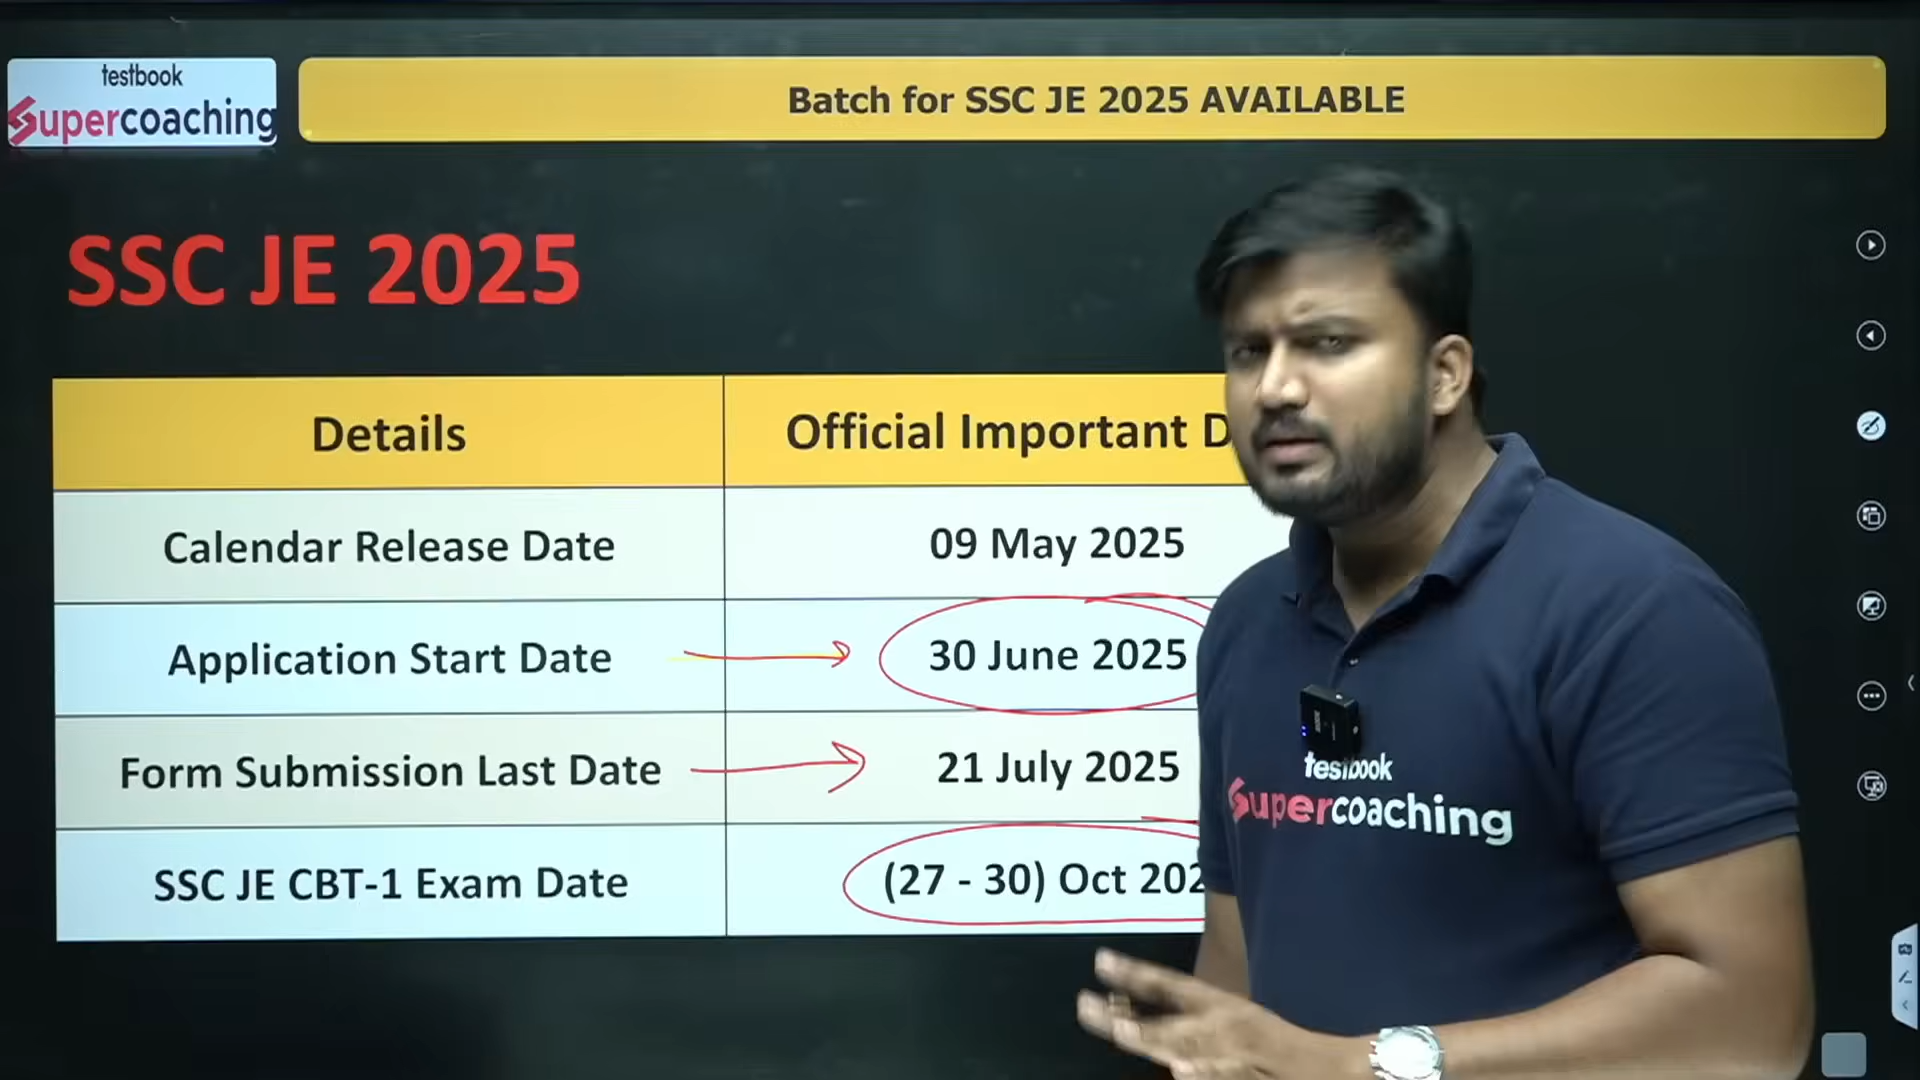 testbook
Supercoaching
Batch for SSC JE 2025 AVAILABLE
SSC JE 2025
Details
Official Important D
Calendar Release Date
09 May 2025
Application Start Date
30 June 2025
Form Submission Last Date
21 July 2025
SSC JE CBT-1 Exam Date
(27 - 30) Oct 202
testbook
Supercoaching